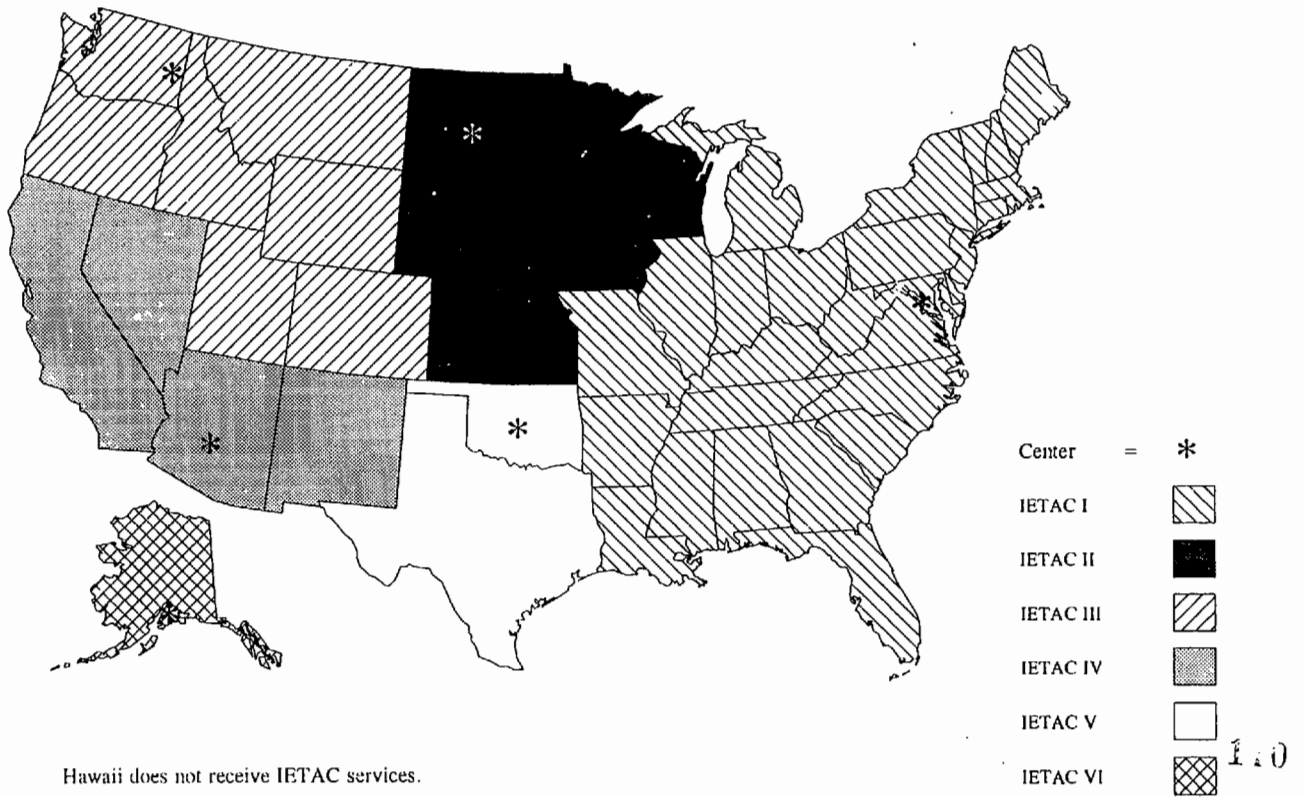 Center = *
IETAC I
IETAC II
IETAC III
IETAC IV
IETAC V
IETAC VI
Hawaii does not receive IETAC services.